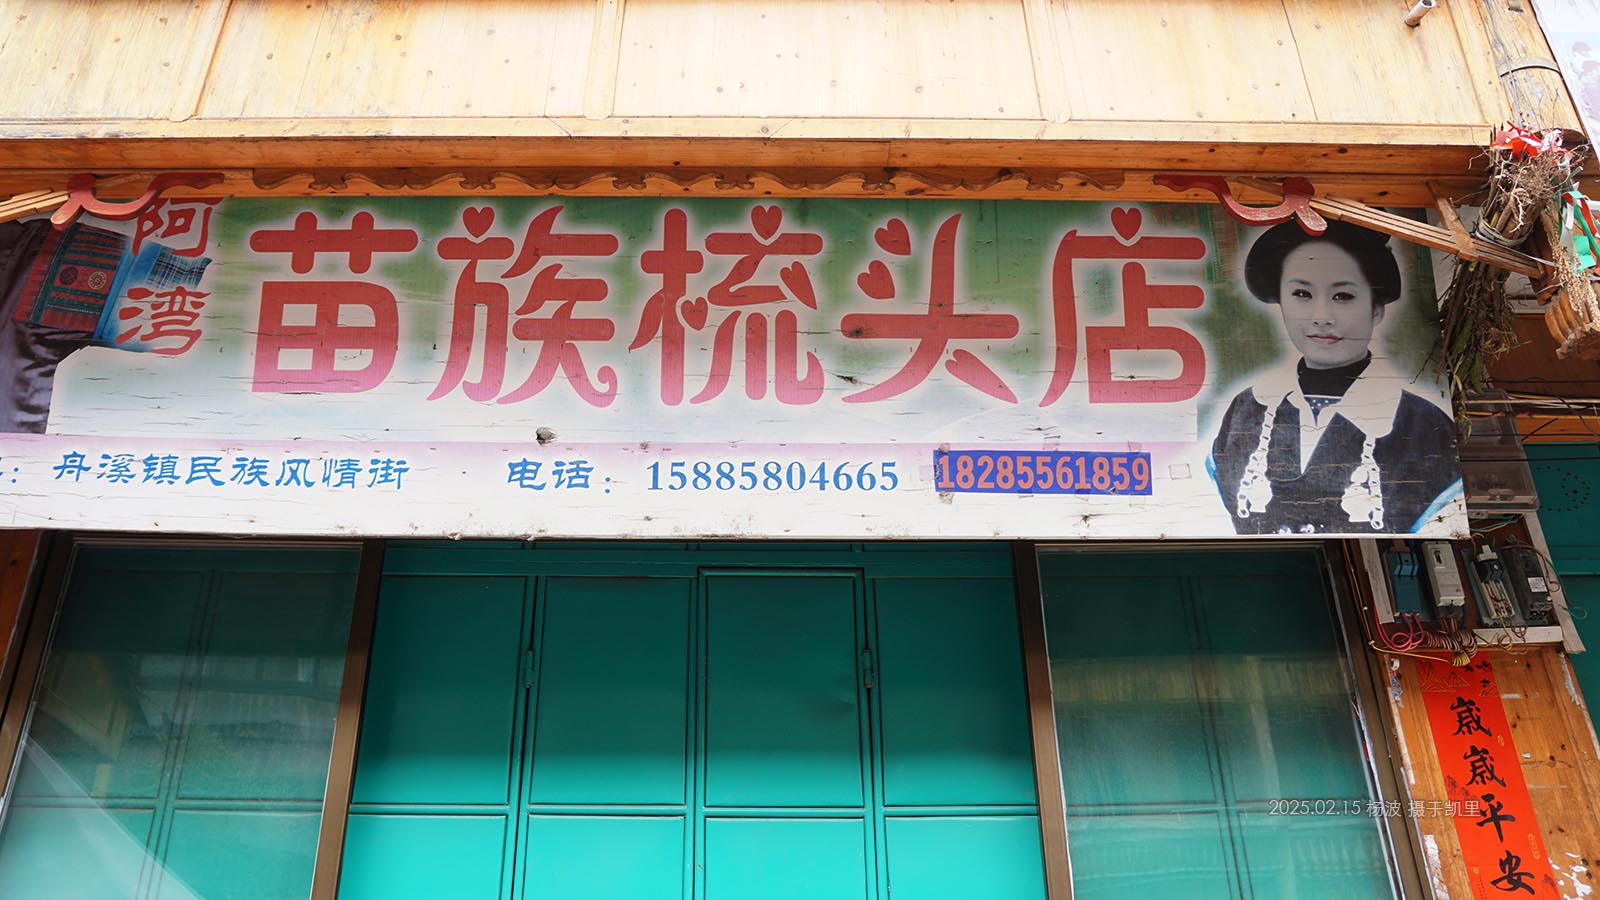 阿湾
苗族梳头店
：舟溪镇民族风情街 电话：15885804665 18285561859
岁岁平安
2025.02.15 杨波 摄于凯里